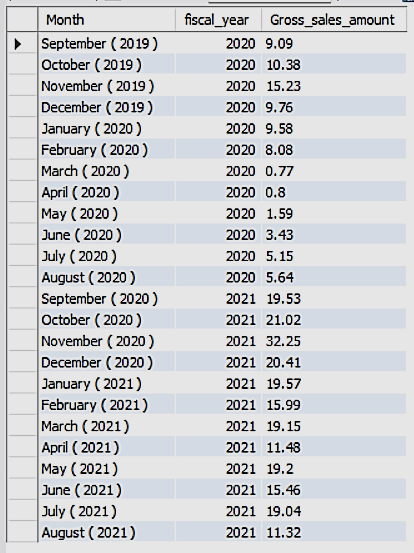 Month fiscal_year Gross_sales_amount
September ( 2019 ) 2020 9.09
October ( 2019 ) 2020 10.38
November ( 2019 ) 2020 15.23
December ( 2019 ) 2020 9.76
January ( 2020 ) 2020 9.58
February ( 2020 ) 2020 8.08
March ( 2020 ) 2020 0.77
April ( 2020 ) 2020 0.8
May ( 2020 ) 2020 1.59
June ( 2020 ) 2020 3.43
July ( 2020 ) 2020 5.15
August ( 2020 ) 2020 5.64
September ( 2020 ) 2021 19.53
October ( 2020 ) 2021 21.02
November ( 2020 ) 2021 32.25
December ( 2020 ) 2021 20.41
January ( 2021 ) 2021 19.57
February ( 2021 ) 2021 15.99
March ( 2021 ) 2021 19.15
April ( 2021 ) 2021 11.48
May ( 2021 ) 2021 19.2
June ( 2021 ) 2021 15.46
July ( 2021 ) 2021 19.04
August ( 2021 ) 2021 11.32